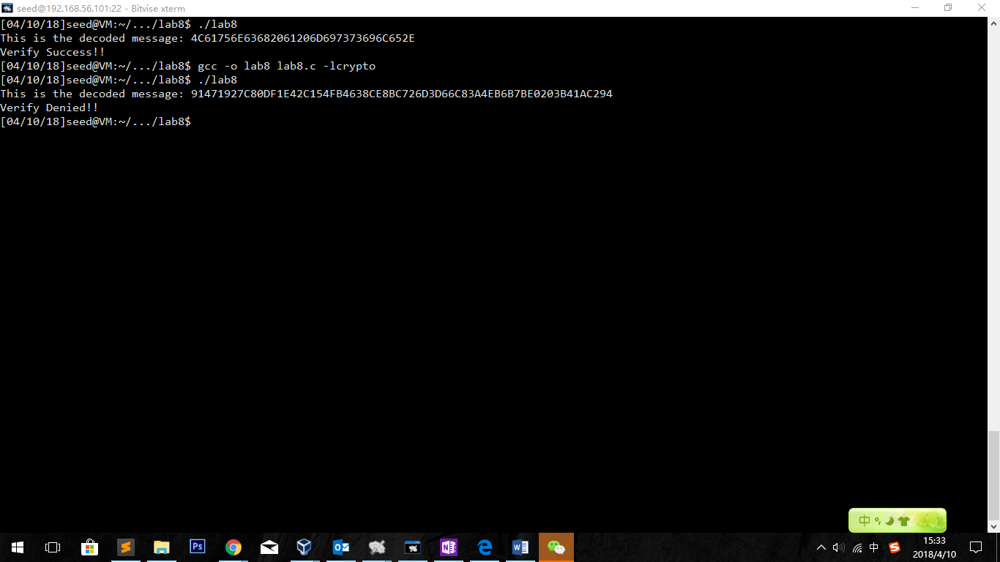 seed@192.168.56.101:22 - Bitvise xterm
[04/10/18]seed@VM:~/.../lab8$ ./lab8
This is the decoded message: 4C61756E63682061206D697373696C652E
Verify Success!!
[04/10/18]seed@VM:~/.../lab8$ gcc -o lab8 lab8.c -lcrypto
[04/10/18]seed@VM:~/.../lab8$ ./lab8
This is the decoded message: 91471927C80DF1E42C154FB4638CE8BC726D3D66C83A4EB6B7BE0203B41AC294
Verify Denied!!
[04/10/18]seed@VM:~/.../lab8$
中
Ps
中
15:33
2018/4/10